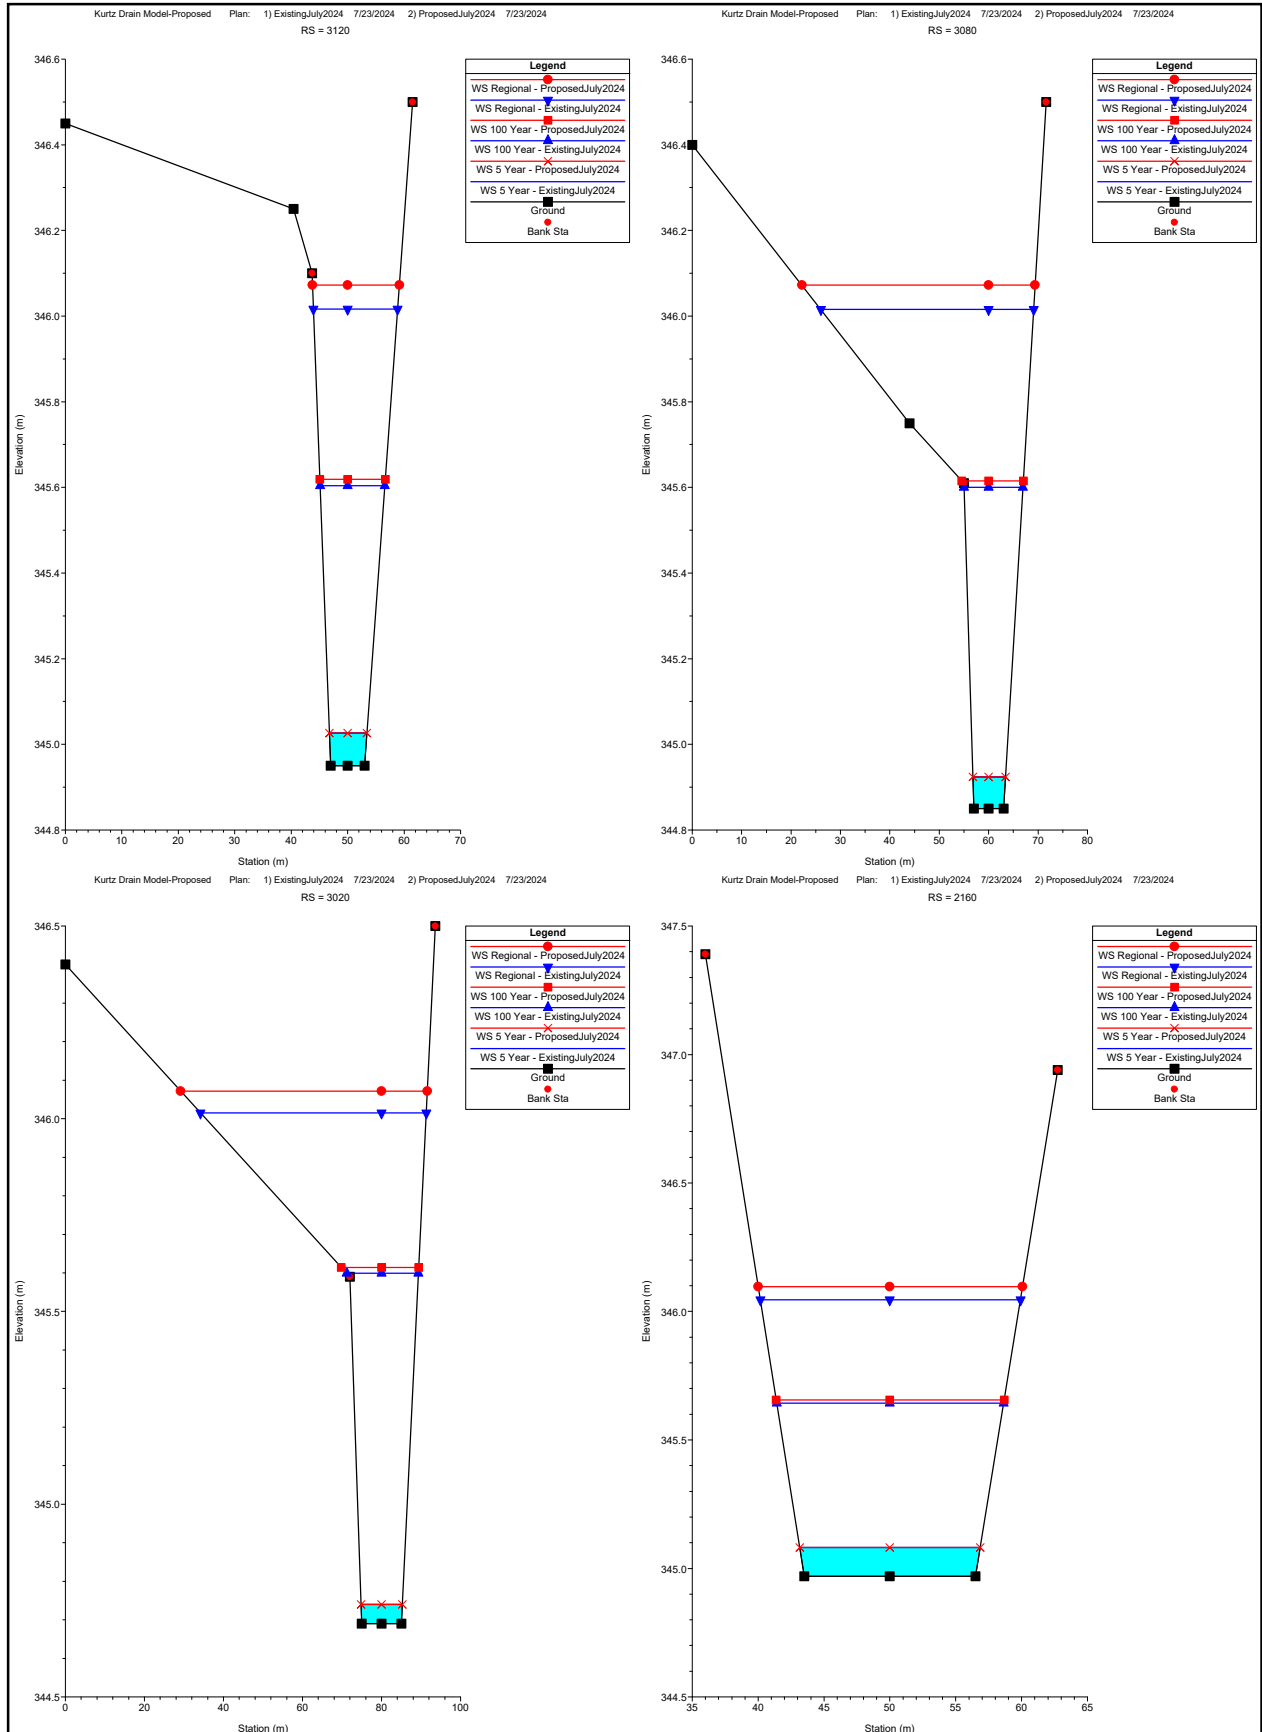 Kurtz Drain Model-Proposed Plan: 1) ExistingJuly2024 7/23/2024 2) ProposedJuly2024 7/23/2024
RS = 3120
Legend
WS Regional - ProposedJuly2024
WS Regional - ExistingJuly2024
WS 100 Year - ProposedJuly2024
WS 100 Year - ExistingJuly2024
WS 5 Year - ProposedJuly2024
WS 5 Year - ExistingJuly2024
Ground
Bank Sta
346.6
346.4
346.2
346.0
345.8
345.6
345.4
345.2
345.0
344.8
Elevation (m)
0 10 20 30 40 50 60 70
Station (m)
Kurtz Drain Model-Proposed Plan: 1) ExistingJuly2024 7/23/2024 2) ProposedJuly2024 7/23/2024
RS = 3080
Legend
WS Regional - ProposedJuly2024
WS Regional - ExistingJuly2024
WS 100 Year - ProposedJuly2024
WS 100 Year - ExistingJuly2024
WS 5 Year - ProposedJuly2024
WS 5 Year - ExistingJuly2024
Ground
Bank Sta
346.6
346.4
346.2
346.0
345.8
345.6
345.4
345.2
345.0
344.8
Elevation (m)
0 10 20 30 40 50 60 70 80
Station (m)
Kurtz Drain Model-Proposed Plan: 1) ExistingJuly2024 7/23/2024 2) ProposedJuly2024 7/23/2024
RS = 3020
Legend
WS Regional - ProposedJuly2024
WS Regional - ExistingJuly2024
WS 100 Year - ProposedJuly2024
WS 100 Year - ExistingJuly2024
WS 5 Year - ProposedJuly2024
WS 5 Year - ExistingJuly2024
Ground
Bank Sta
346.5
346.0
345.5
345.0
344.5
Elevation (m)
0 20 40 60 80 100
Station (m)
Kurtz Drain Model-Proposed Plan: 1) ExistingJuly2024 7/23/2024 2) ProposedJuly2024 7/23/2024
RS = 2160
Legend
WS Regional - ProposedJuly2024
WS Regional - ExistingJuly2024
WS 100 Year - ProposedJuly2024
WS 100 Year - ExistingJuly2024
WS 5 Year - ProposedJuly2024
WS 5 Year - ExistingJuly2024
Ground
Bank Sta
347.5
347.0
346.5
346.0
345.5
345.0
344.5
Elevation (m)
35 40 45 50 55 60 65
Station (m)